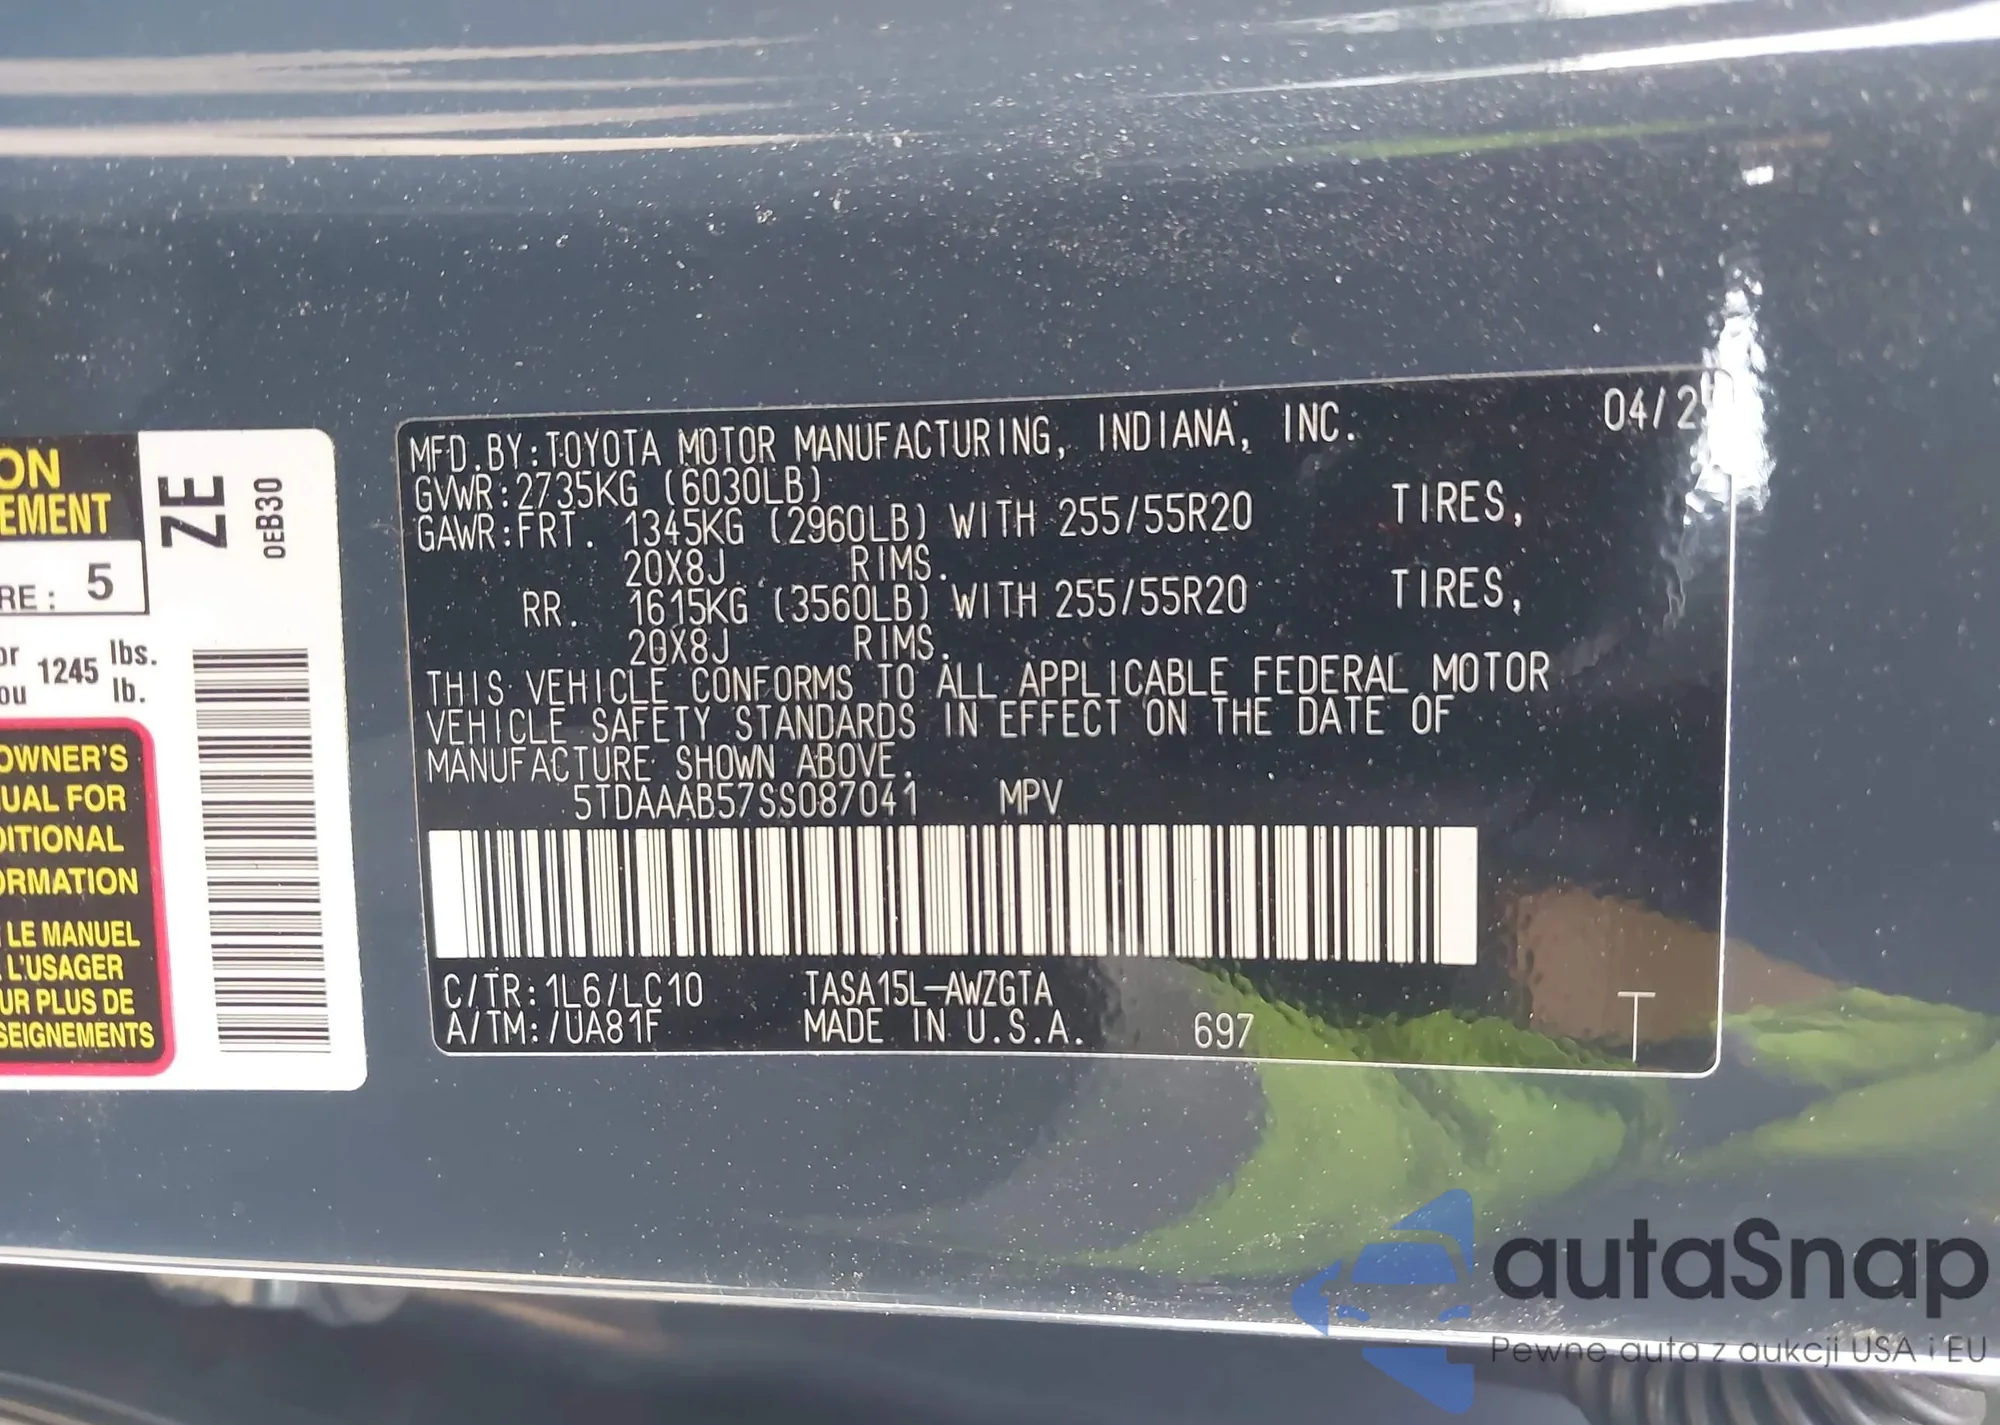 ON
EMENT
RE: 5
or 1245 lbs.
ou lb.
OWNER'S
UAL FOR
DITIONAL
ORMATION
LE MANUEL
L'USAGER
UR PLUS DE
SEIGNEMENTS
ZE
0EB30
MFD.BY:TOYOTA MOTOR MANUFACTURING, INDIANA, INC. 04/2
GVWR:2735KG (6030LB)
GAWR:FRT. 1345KG (2960LB) WITH 255/55R20 TIRES,
20X8J RIMS.
RR. 1615KG (3560LB) WITH 255/55R20 TIRES,
20X8J RIMS.
THIS VEHICLE CONFORMS TO ALL APPLICABLE FEDERAL MOTOR
VEHICLE SAFETY STANDARDS IN EFFECT ON THE DATE OF
MANUFACTURE SHOWN ABOVE.
5TDAAAB57SS087041 MPV
C/TR:1L6/LC10 TASA15L-AWZGTA
A/TM:/UA81F MADE IN U.S.A. 697
T
autaSnap
Pewne auta z aukcji USA i EU